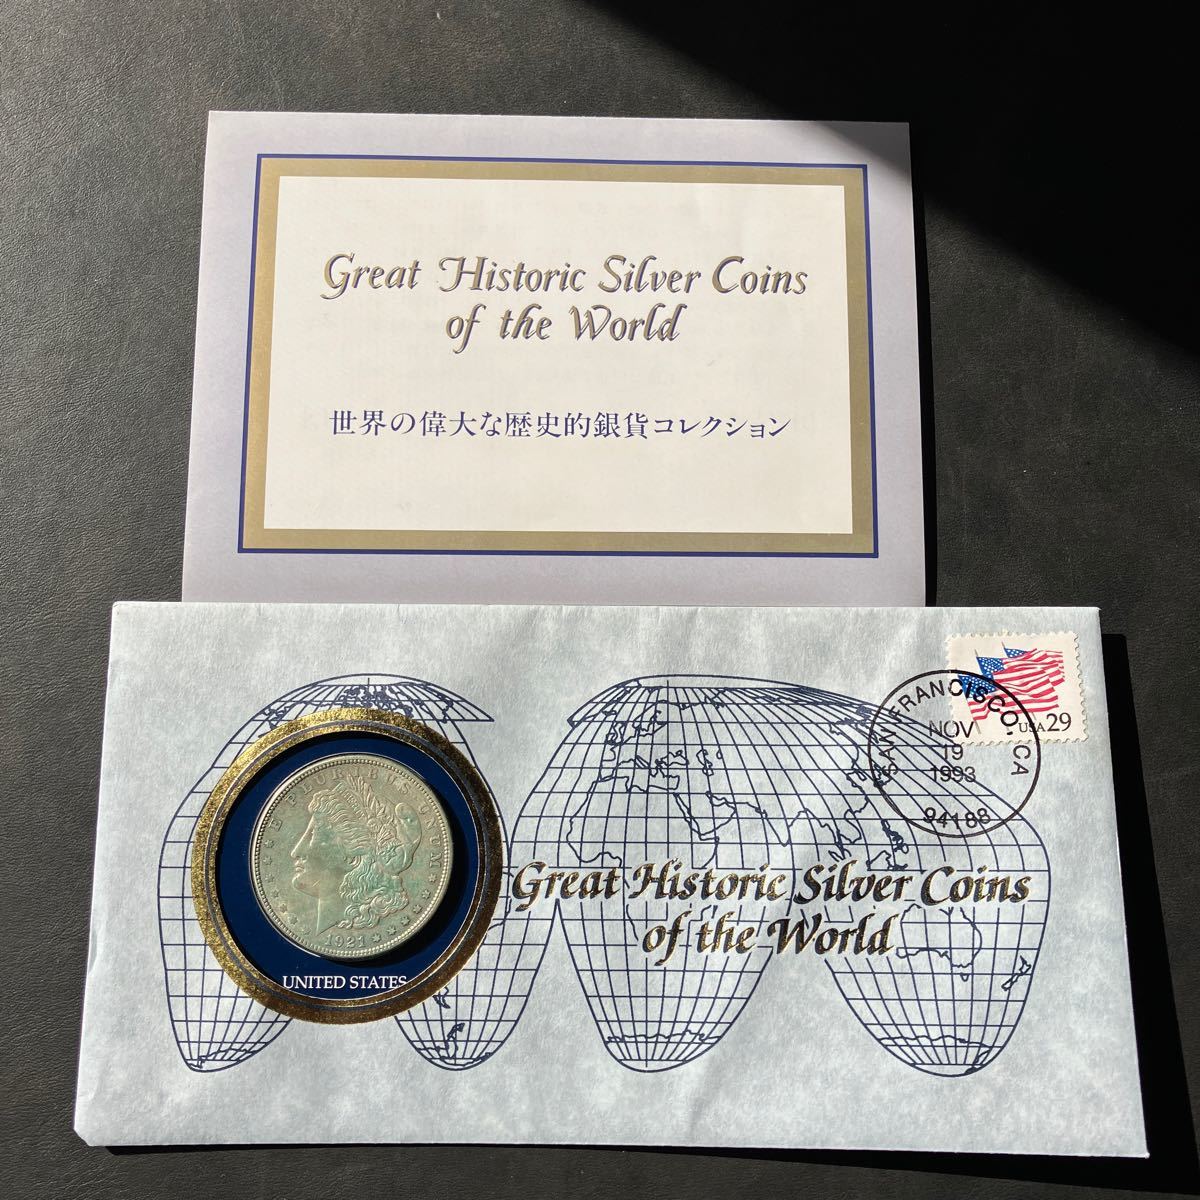 Great Historic Silver Coins
of the World
世界の偉大な歴史的銀貨コレクション
USA 29
SAN FRANCISCO, CA
NOV
19
1993
94188
E PLURIBUS UNUM
1921
UNITED STATES
Great Historic Silver Coins
of the World